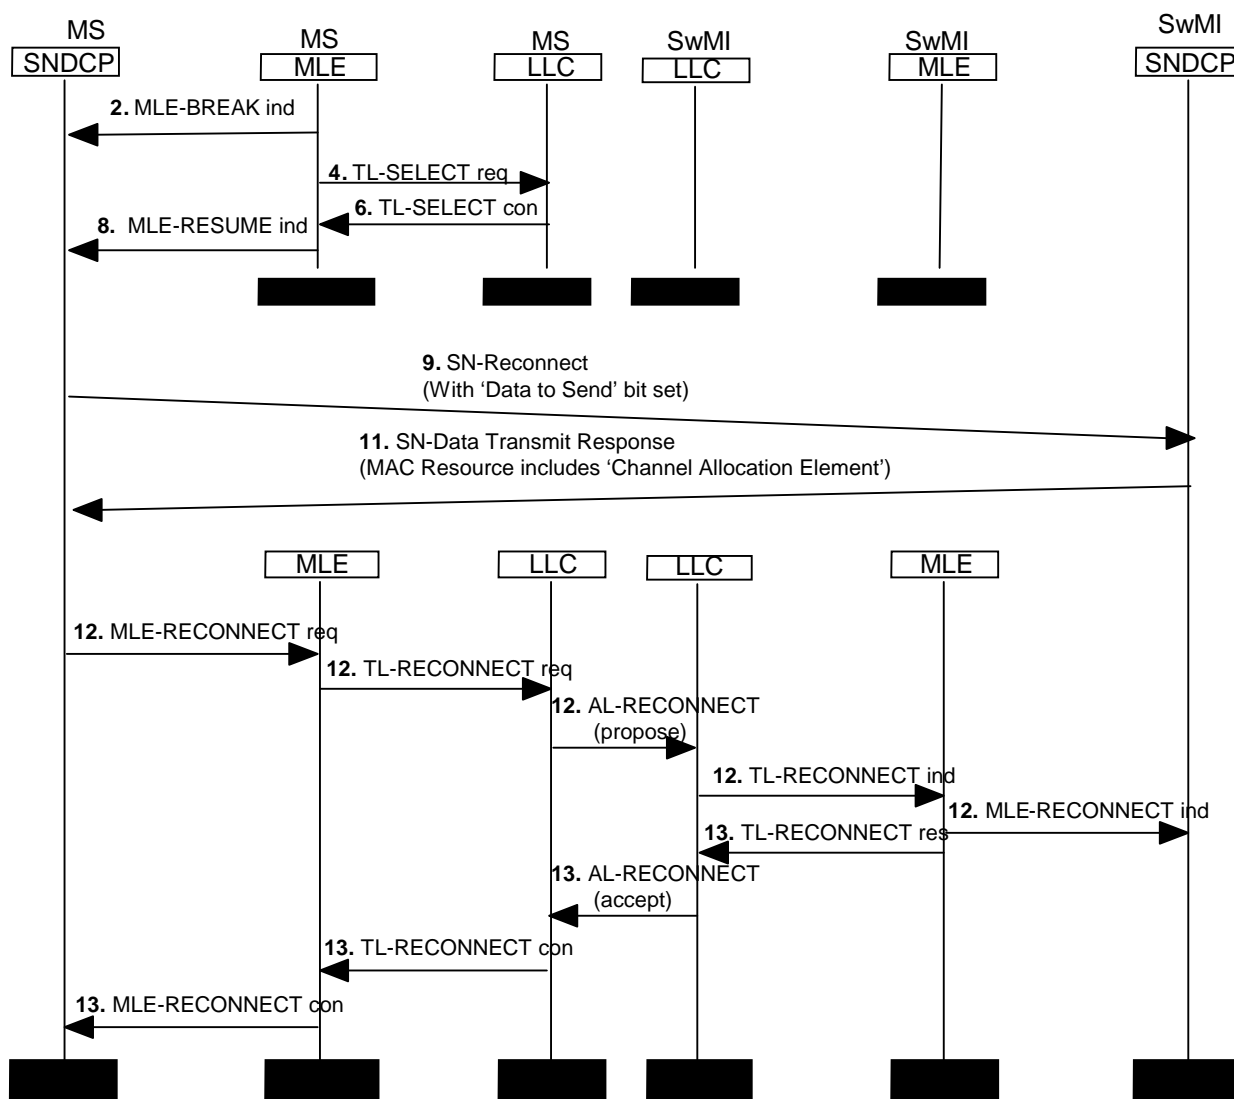 MS
MS
MS
SwMI
SwMI
SwMI
SNDCP
MLE
LLC
LLC
MLE
SNDCP
2. MLE-BREAK ind
4. TL-SELECT req
6. TL-SELECT con
8. MLE-RESUME ind
9. SN-Reconnect
(With ‘Data to Send’ bit set)
11. SN-Data Transmit Response
(MAC Resource includes ‘Channel Allocation Element’)
MLE
LLC
LLC
MLE
12. MLE-RECONNECT req
12. TL-RECONNECT req
12. AL-RECONNECT
(propose)
12. TL-RECONNECT ind
12. MLE-RECONNECT ind
13. TL-RECONNECT res
13. AL-RECONNECT
(accept)
13. TL-RECONNECT con
13. MLE-RECONNECT con